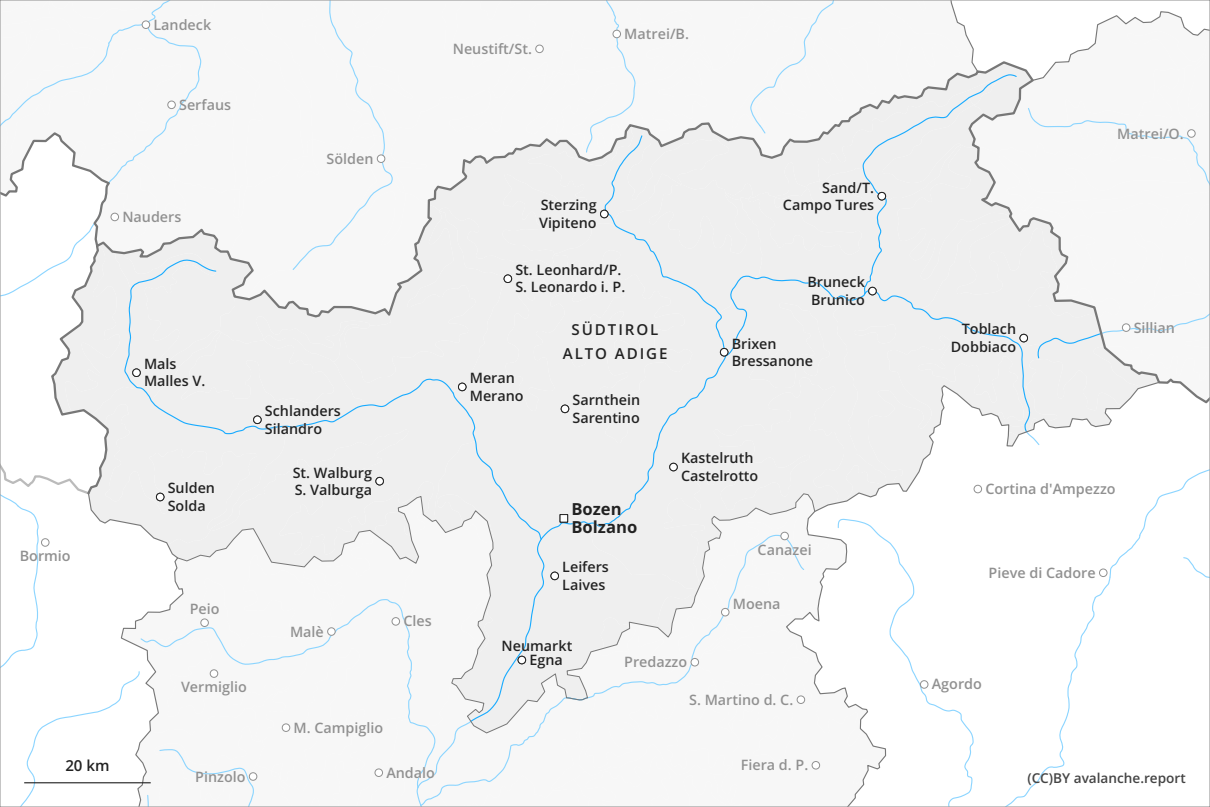 Landeck
Matrei/B.
Neustift/St.
Serfaus
Matrei/O.
Sölden
Sand/T.
Campo Tures
Sterzing
Vipiteno
Nauders
St. Leonhard/P.
S. Leonardo i. P.
Bruneck
Brunico
SÜDTIROL
ALTO ADIGE
Toblach
Dobbiaco
Sillian
Brixen
Bressanone
Mals
Malles V.
Meran
Merano
Sarnthein
Sarentino
Schlanders
Silandro
Kastelruth
Castelrotto
St. Walburg
S. Valburga
Sulden
Solda
Cortina d'Ampezzo
Bozen
Bolzano
Canazei
Bormio
Leifers
Laives
Pieve di Cadore
Peio
Moena
Cles
Malè
Neumarkt
Egna
Predazzo
Vermiglio
Agordo
S. Martino d. C.
M. Campiglio
20 km
Fiera d. P.
Pinzolo
Andalo
(CC)BY avalanche.report